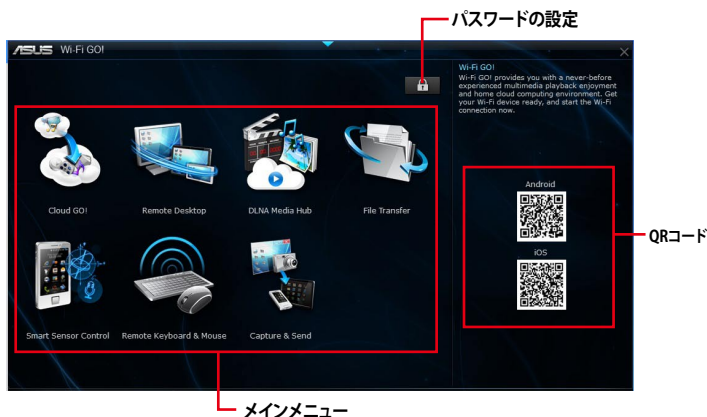 パスワードの設定
ASUS Wi-Fi GO!
Wi-Fi GO!
Wi-Fi GO! provides you with a never-before
experienced multimedia playback enjoyment
and home cloud computing environment. Get
your Wi-Fi device ready, and start the Wi-Fi
connection now.
Cloud GO!
Remote Desktop
DLNA Media Hub
File Transfer
Android
QRコード
iOS
Smart Sensor Control
Remote Keyboard & Mouse
Capture & Send
メインメニュー